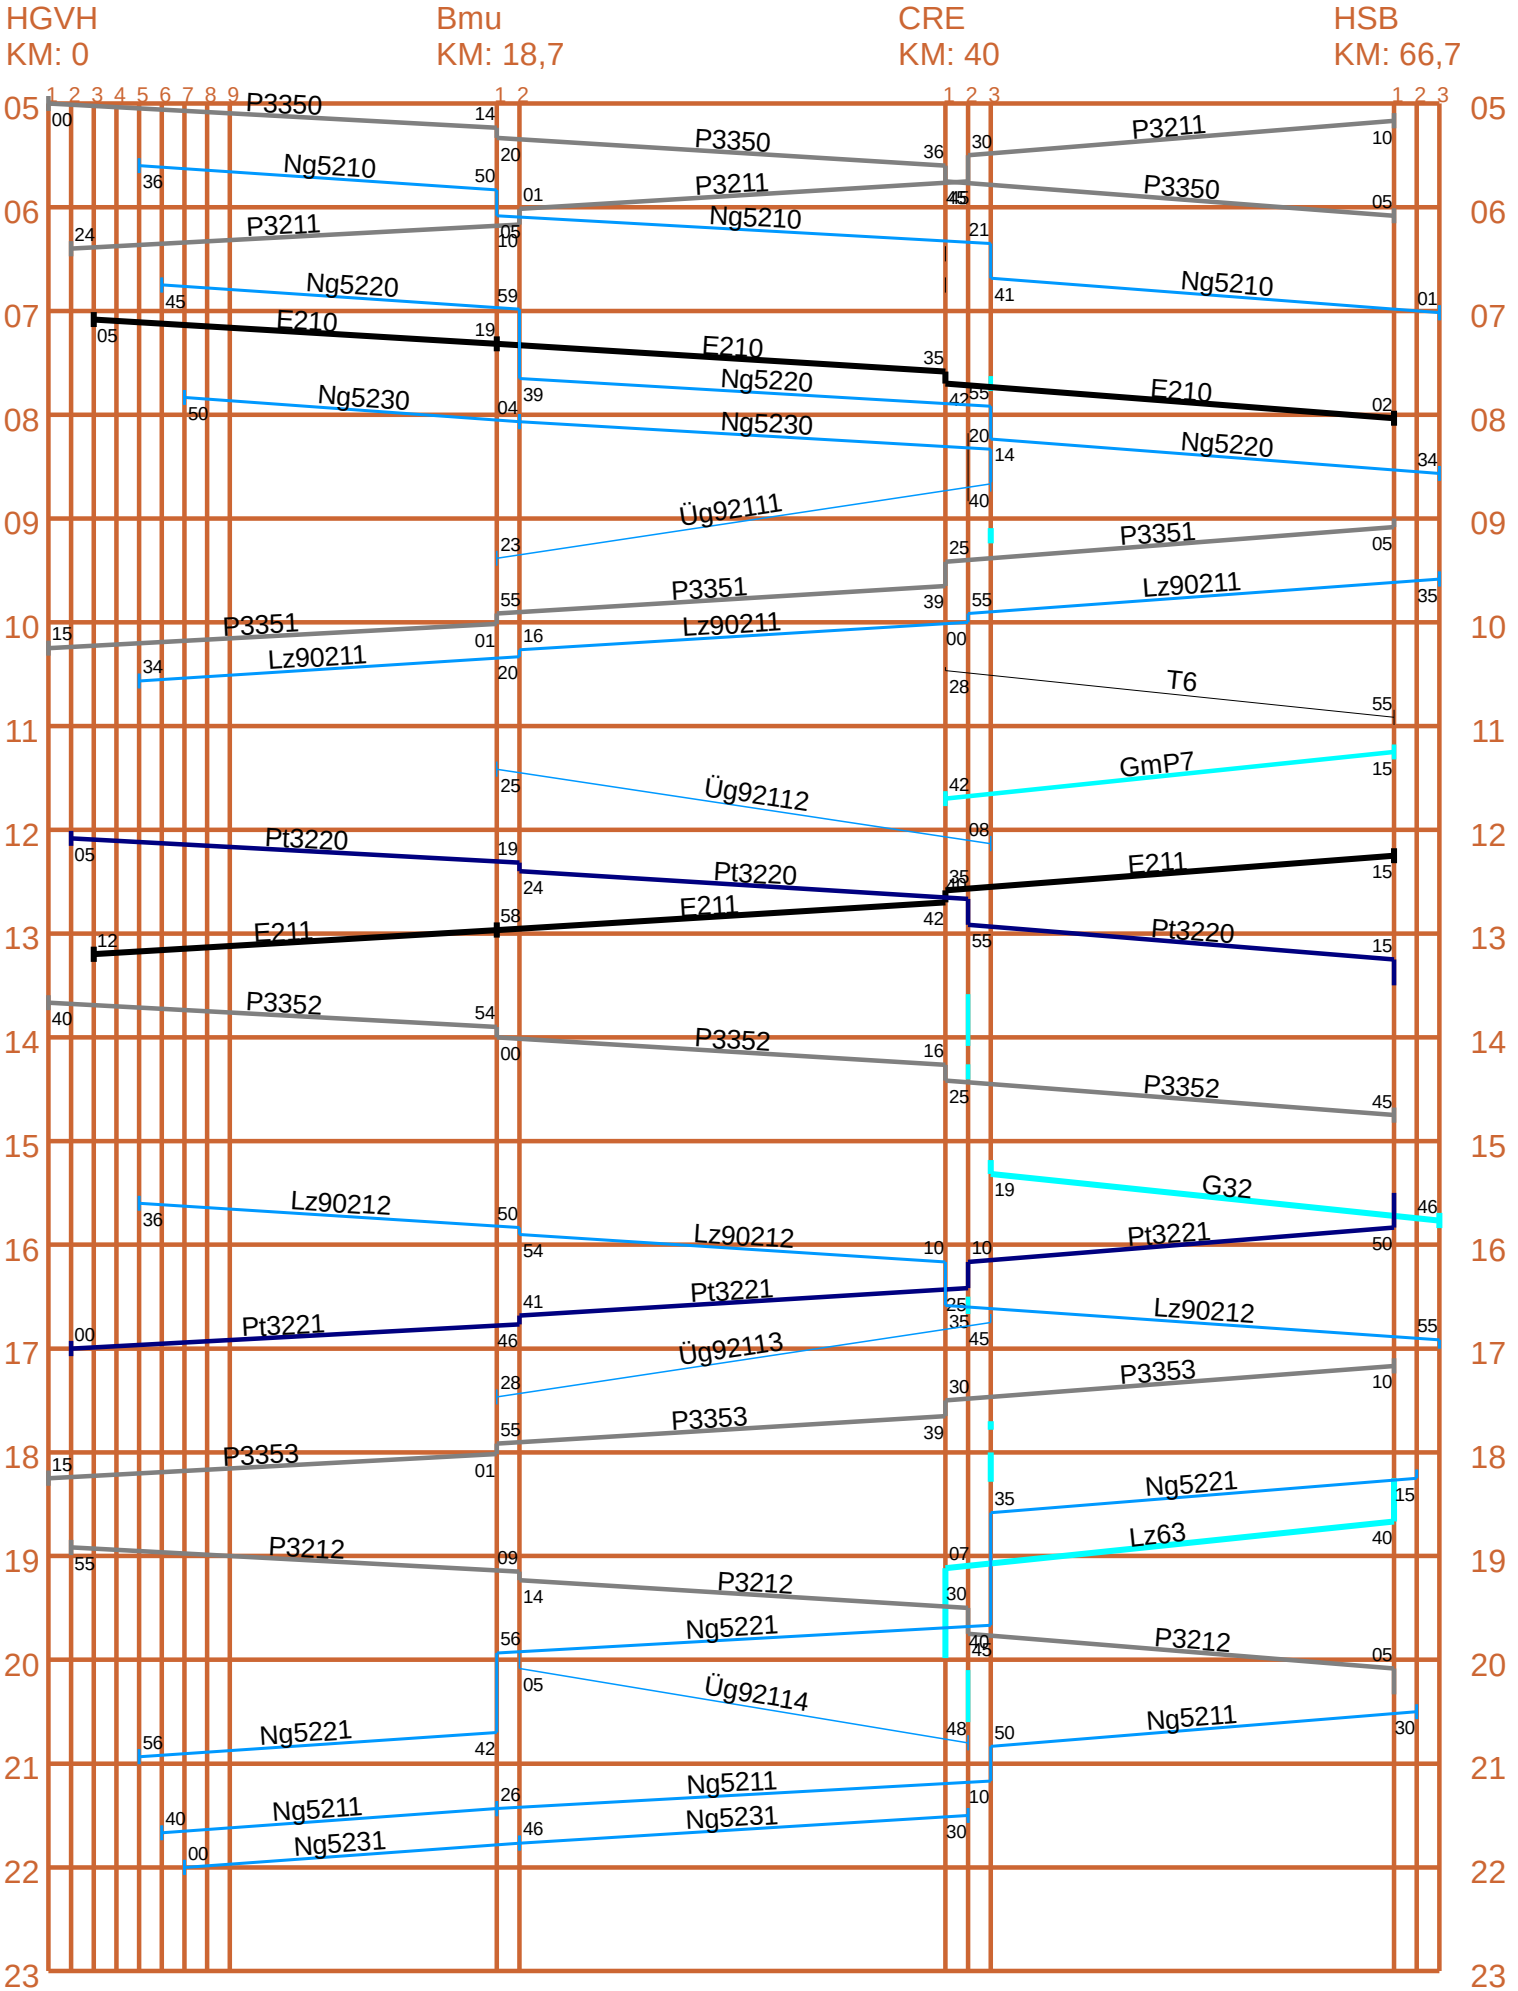 HGVH Bmu CRE HSB
KM: 0 KM: 18,7 KM: 40 KM: 66,7
1 2 3 4 5 6 7 8 9 1 2 1 2 3 1 2 3
05 P3350 14 05
00 P3350 30 P3211 10
20 36
Ng5210 50 P3211 P3350
36 01 45 45 05
06 06
24 P3211 05 Ng5210 21
10
Ng5220 59 Ng5210
45 41 01
07 07
05 E210 19 E210 35
Ng5230 Ng5220 42 55 E210
50 04 39 02
08 08
Ng5230 20 Ng5220
14 34
Üg92111 40
09 09
23 25 P3351 05
P3351 Lz90211
55 39 55 35
10 10
15 P3351 01 16 Lz90211 00
34 Lz90211 20 T6
28 55
11 11
25 Üg92112 42 GmP7 15
12 12
05 Pt3220 19 08
24 Pt3220 35 40 E211 15
58 E211 42
13 13
12 E211 55 Pt3220 15
P3352 54
40
14 14
00 P3352 16
25 P3352 45
15 15
19 G32 46
36 Lz90212 50
16 16
54 Lz90212 10 10 Pt3221 50
41 Pt3221 25 Lz90212
00 Pt3221 46 35 55
17 17
Üg92113 45
28 30 P3353 10
55 P3353 39
18 18
15 P3353 01
35 Ng5221 15
Lz63 40
19 19
55 P3212 09 07
14 P3212 30
56 Ng5221 40 45 P3212 05
20 20
05 Üg92114
56 Ng5221 42 48 50 Ng5211 30
21 21
40 Ng5211 26 Ng5211 10
00 Ng5231 46 Ng5231 30
22 22
23 23